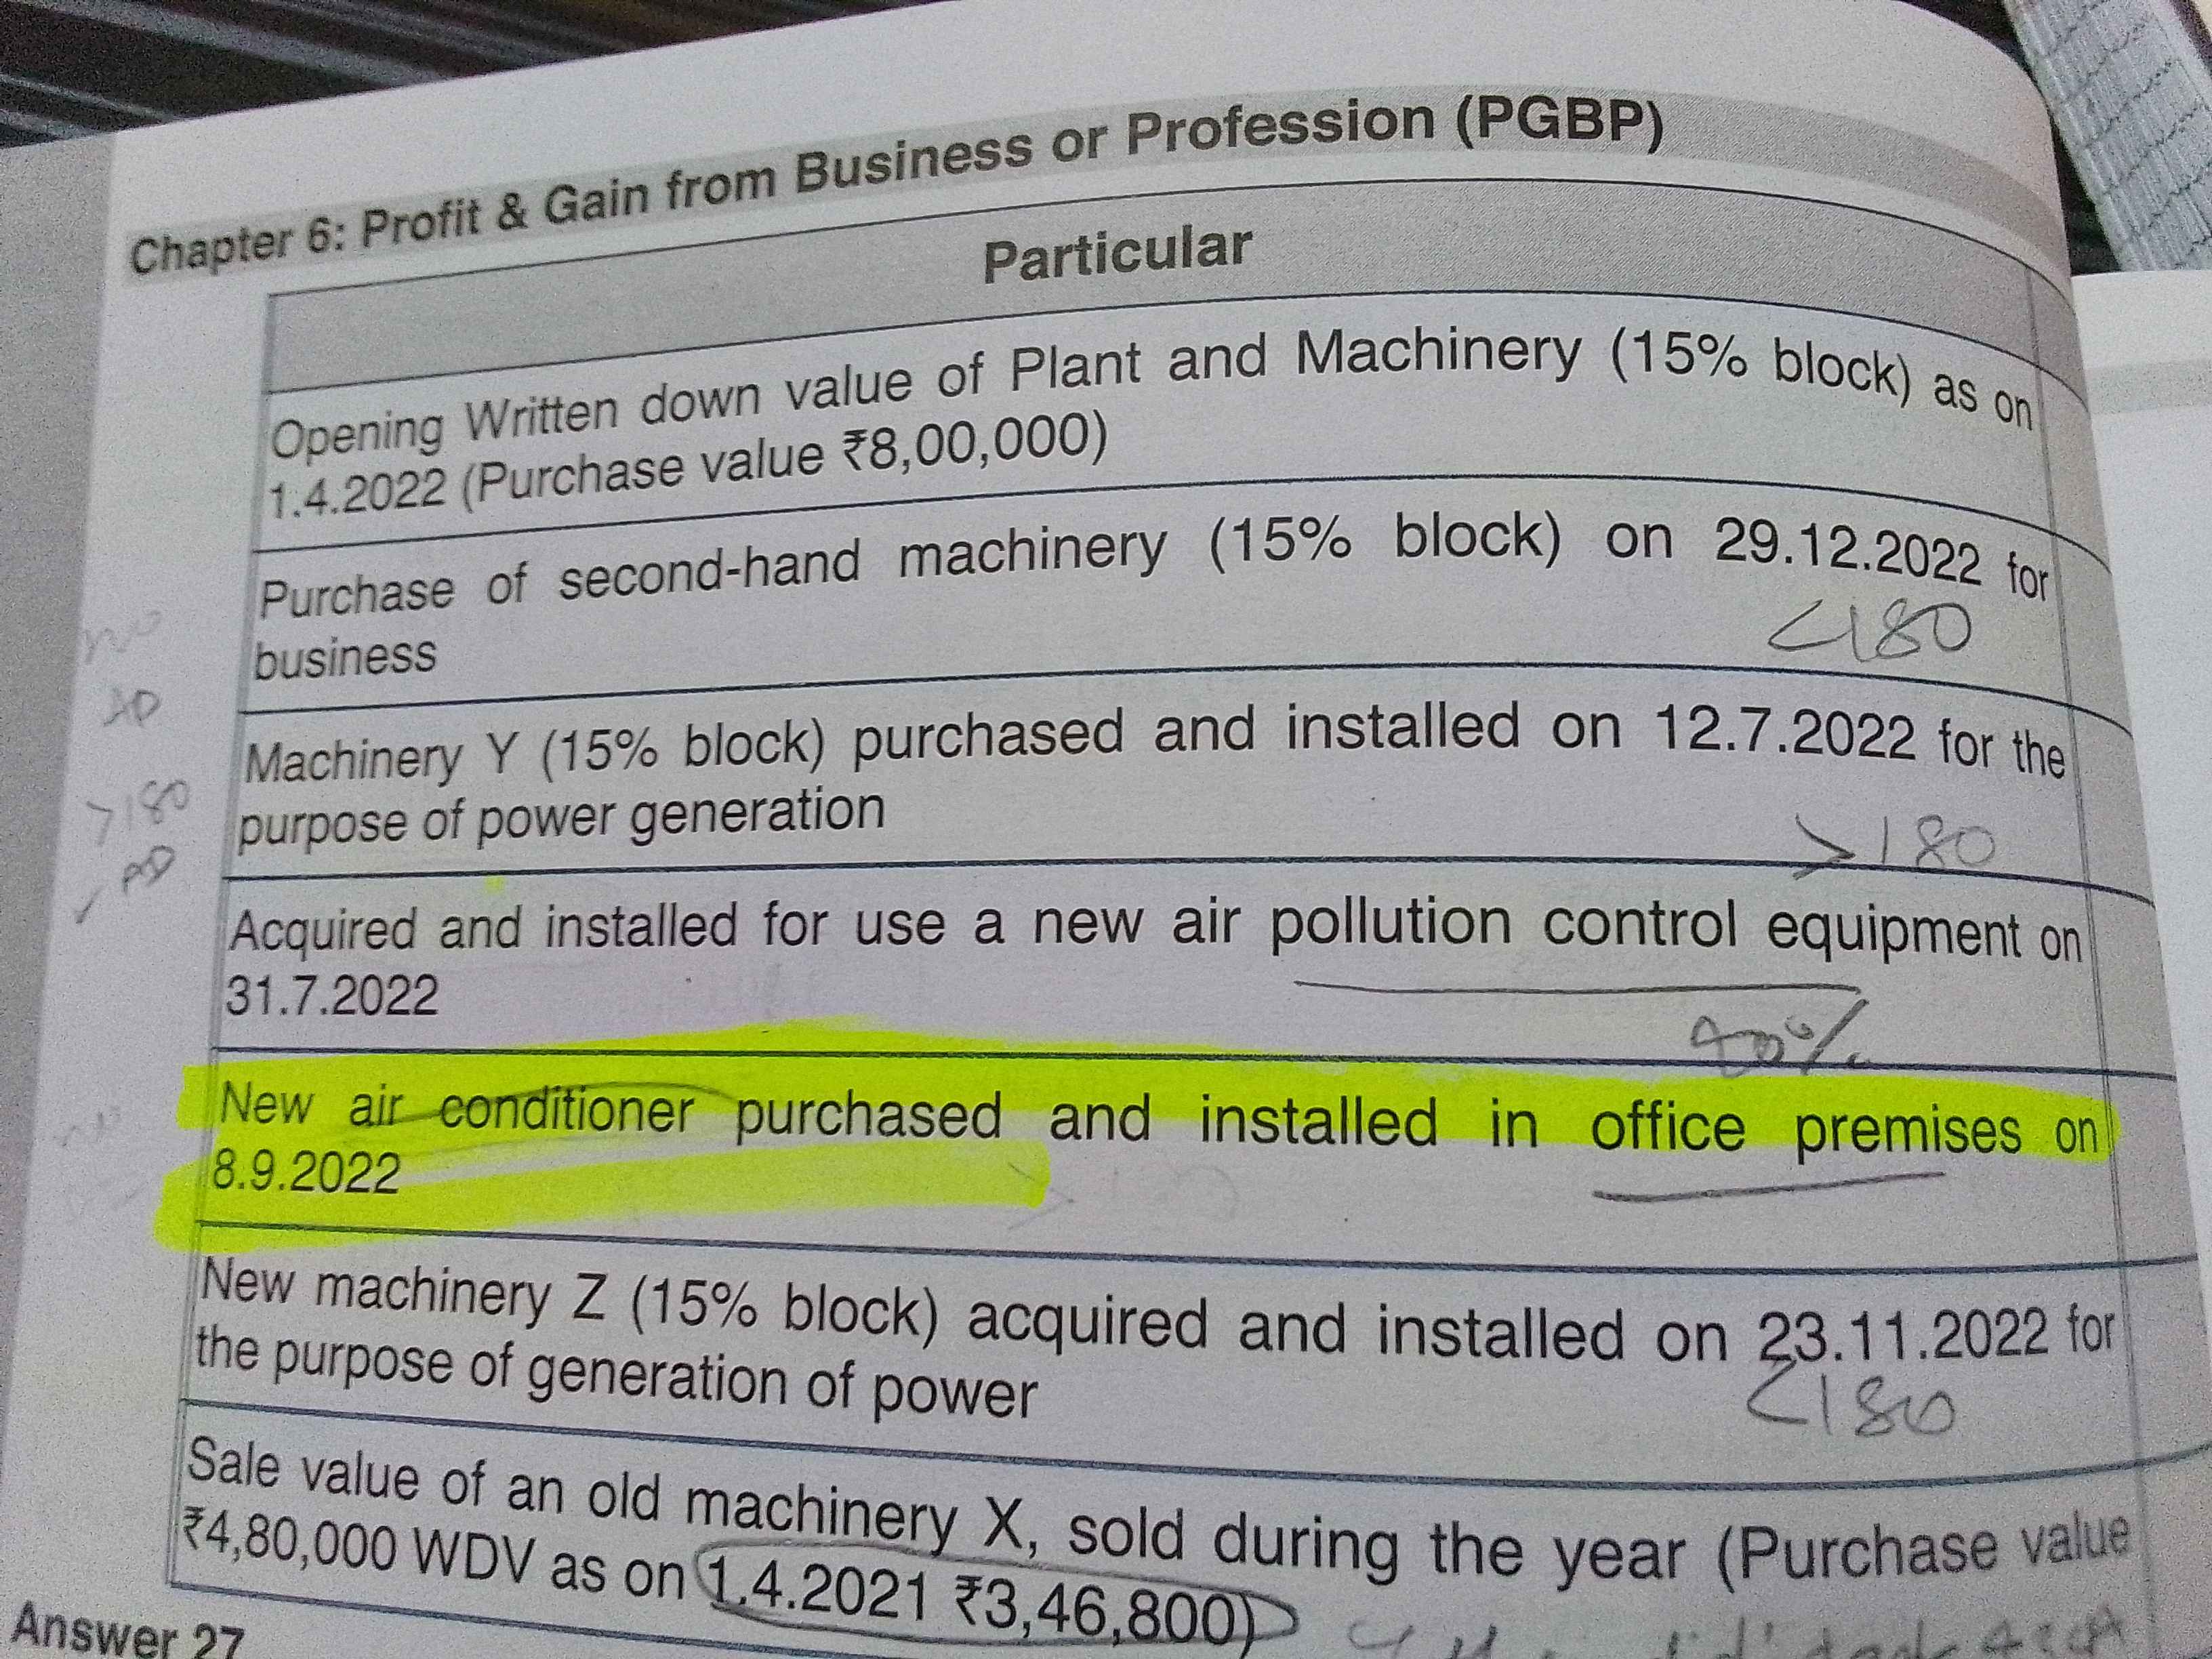 Chapter 6: Profit & Gain from Business or Profession (PGBP)
Particular
Opening Written down value of Plant and Machinery (15% block) as on
1.4.2022 (Purchase value ₹8,00,000)
Purchase of second-hand machinery (15% block) on 29.12.2022 for
business
<180
Machinery Y (15% block) purchased and installed on 12.7.2022 for the
purpose of power generation
>180
>180
AD
Acquired and installed for use a new air pollution control equipment on
31.7.2022
40%
New air conditioner purchased and installed in office premises on
8.9.2022
New machinery Z (15% block) acquired and installed on 23.11.2022 for
the purpose of generation of power
<180
Sale value of an old machinery X, sold during the year (Purchase value
₹4,80,000 WDV as on 1.4.2021 ₹3,46,800)
Answer 27